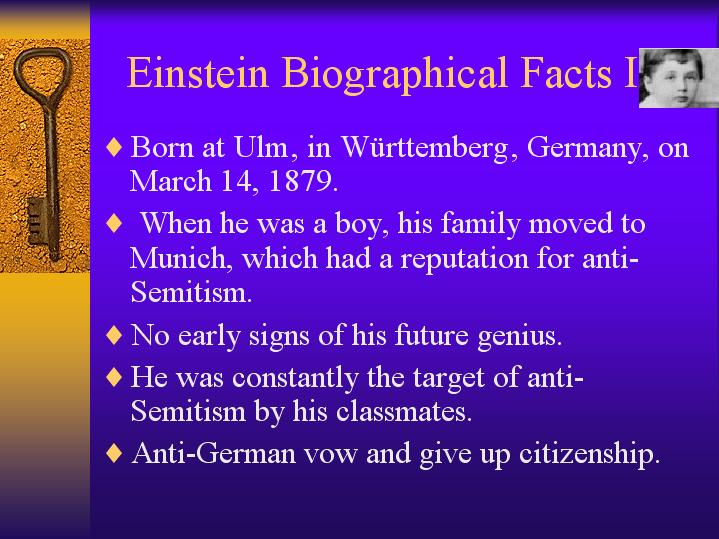 Einstein Biographical Facts I
♦ Born at Ulm, in Württemberg, Germany, on
March 14, 1879.
♦ When he was a boy, his family moved to
Munich, which had a reputation for anti-
Semitism.
♦ No early signs of his future genius.
♦ He was constantly the target of anti-
Semitism by his classmates.
♦ Anti-German vow and give up citizenship.